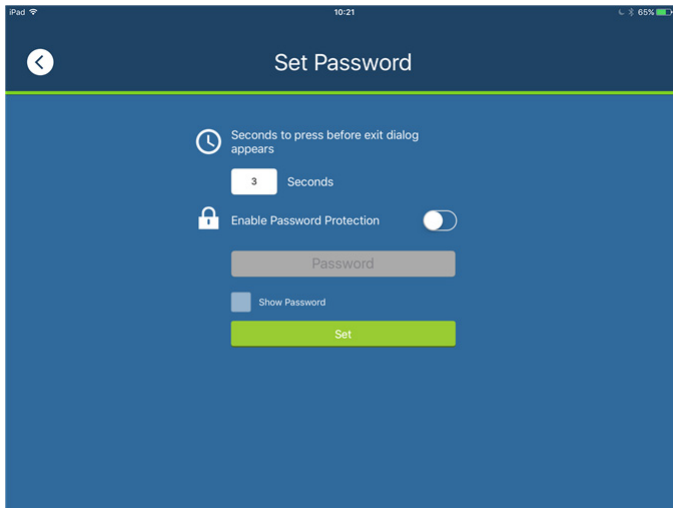 iPad 10:21 65%
Set Password
Seconds to press before exit dialog
appears
3 Seconds
Enable Password Protection
Password
Show Password
Set